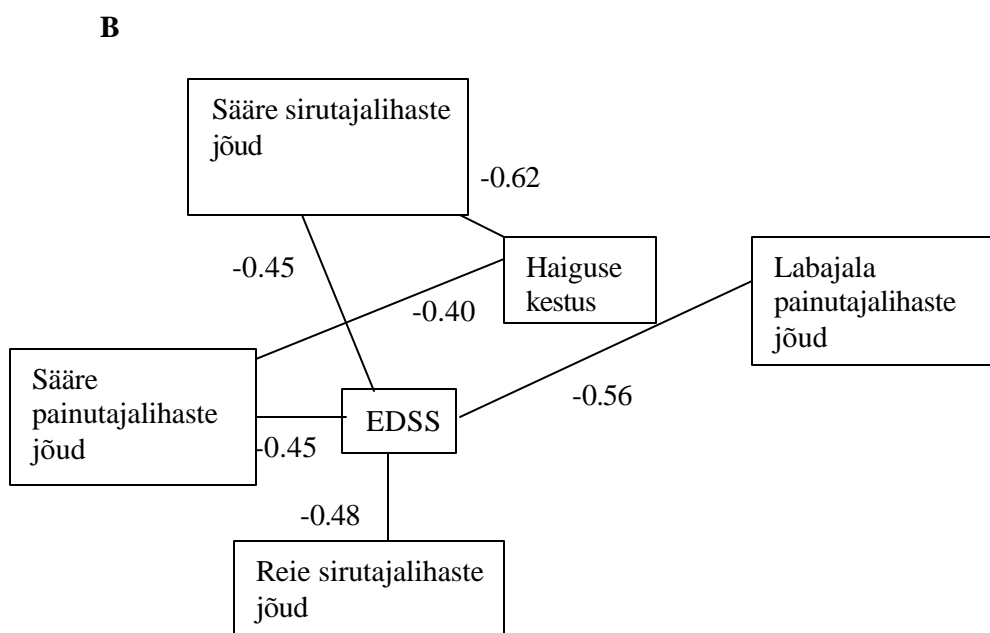 B
Sääre sirutajalihaste
jõud
-0.62
-0.45
Haiguse
kestus
Labajala
painutajalihaste
jõud
-0.40
Sääre
painutajalihaste
jõud
-0.56
EDSS
-0.45
-0.48
Reie sirutajalihaste
jõud